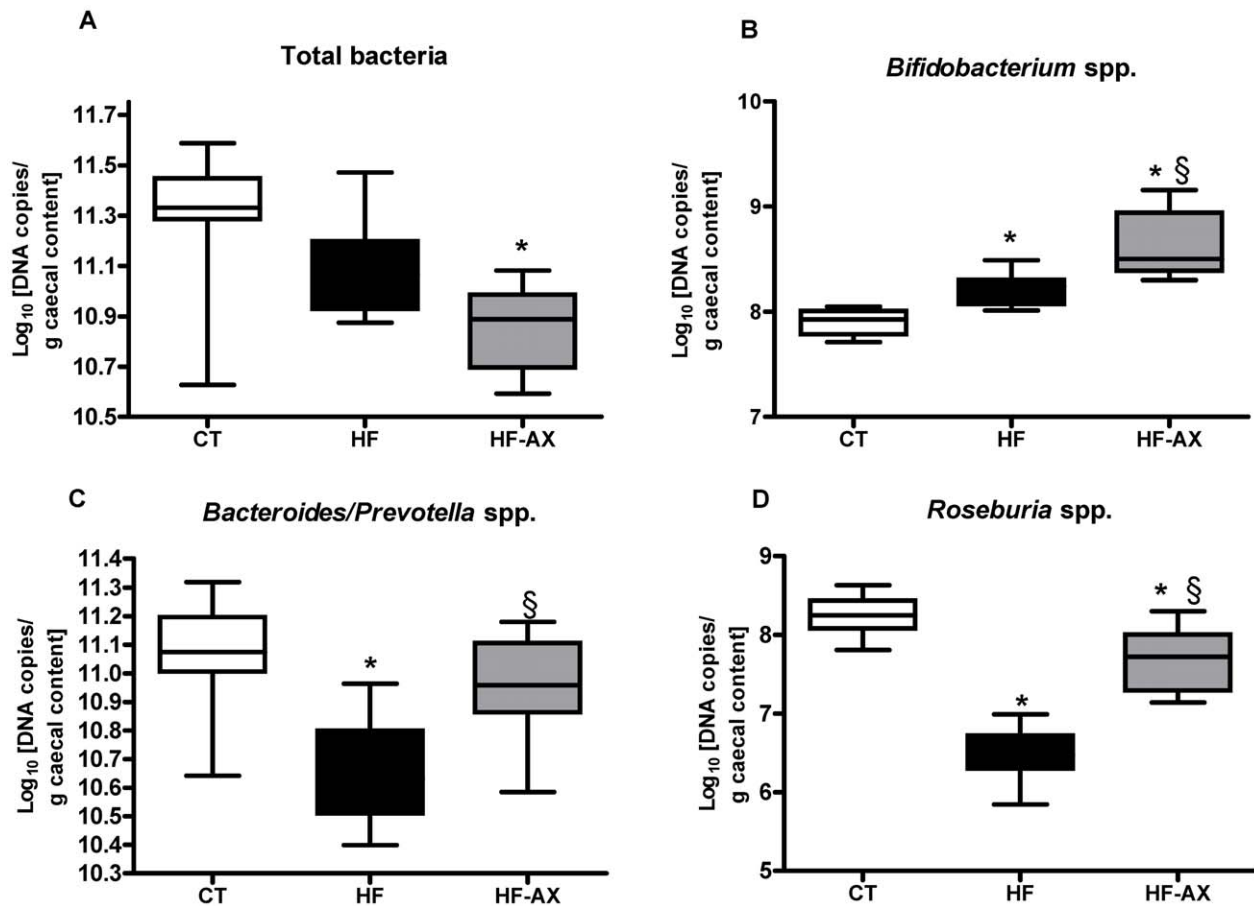 A
Total bacteria
Log10 [DNA copies/
g caecal content]
11.7
11.5
11.3
11.1
10.9
10.7
10.5
*
CT HF HF-AX
B
Bifidobacterium spp.
Log10 [DNA copies/
g caecal content]
10
9
8
7
*
* §
CT HF HF-AX
C
Bacteroides/Prevotella spp.
Log10 [DNA copies/
g caecal content]
11.4
11.3
11.2
11.1
11.0
10.9
10.8
10.7
10.6
10.5
10.4
10.3
*
§
CT HF HF-AX
D
Roseburia spp.
Log10 [DNA copies/
g caecal content]
9
8
7
6
5
*
* §
CT HF HF-AX